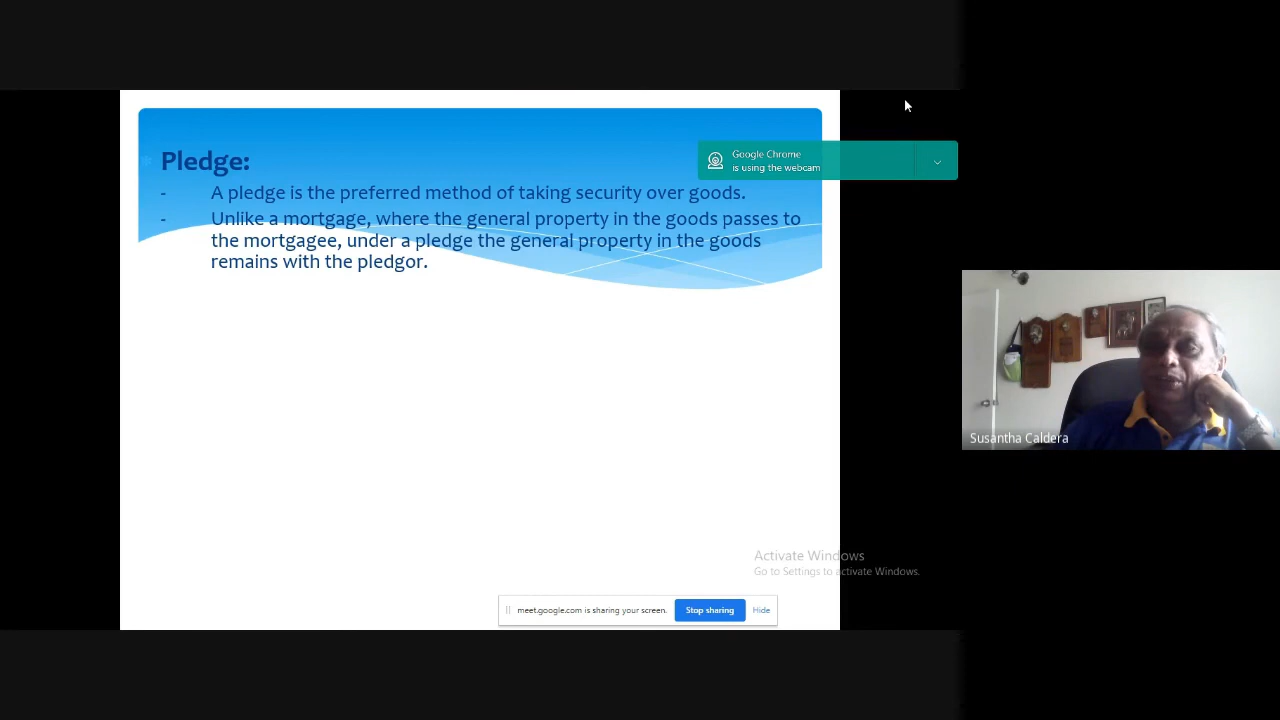 Pledge:
- A pledge is the preferred method of taking security over goods.
- Unlike a mortgage, where the general property in the goods passes to
the mortgagee, under a pledge the general property in the goods
remains with the pledgor.
Google Chrome
is using the webcam
Susantha Caldera
Activate Windows
Go to Settings to activate Windows.
meet.google.com is sharing your screen. Stop sharing Hide